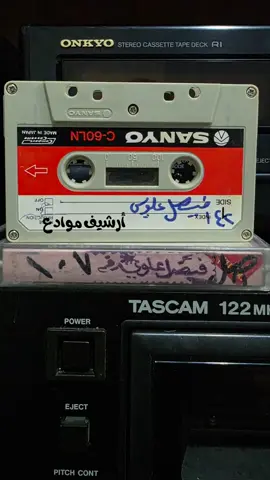 ONKYO STEREO CASSETTE TAPE DECK
SANYO
MADE IN JAPAN
C-60LN SANYO
SIDE
فيصل علوي
أرشيف موادع
فيصل علوي
١٠٧
TASCAM 122
POWER
EJECT
PITCH CONT